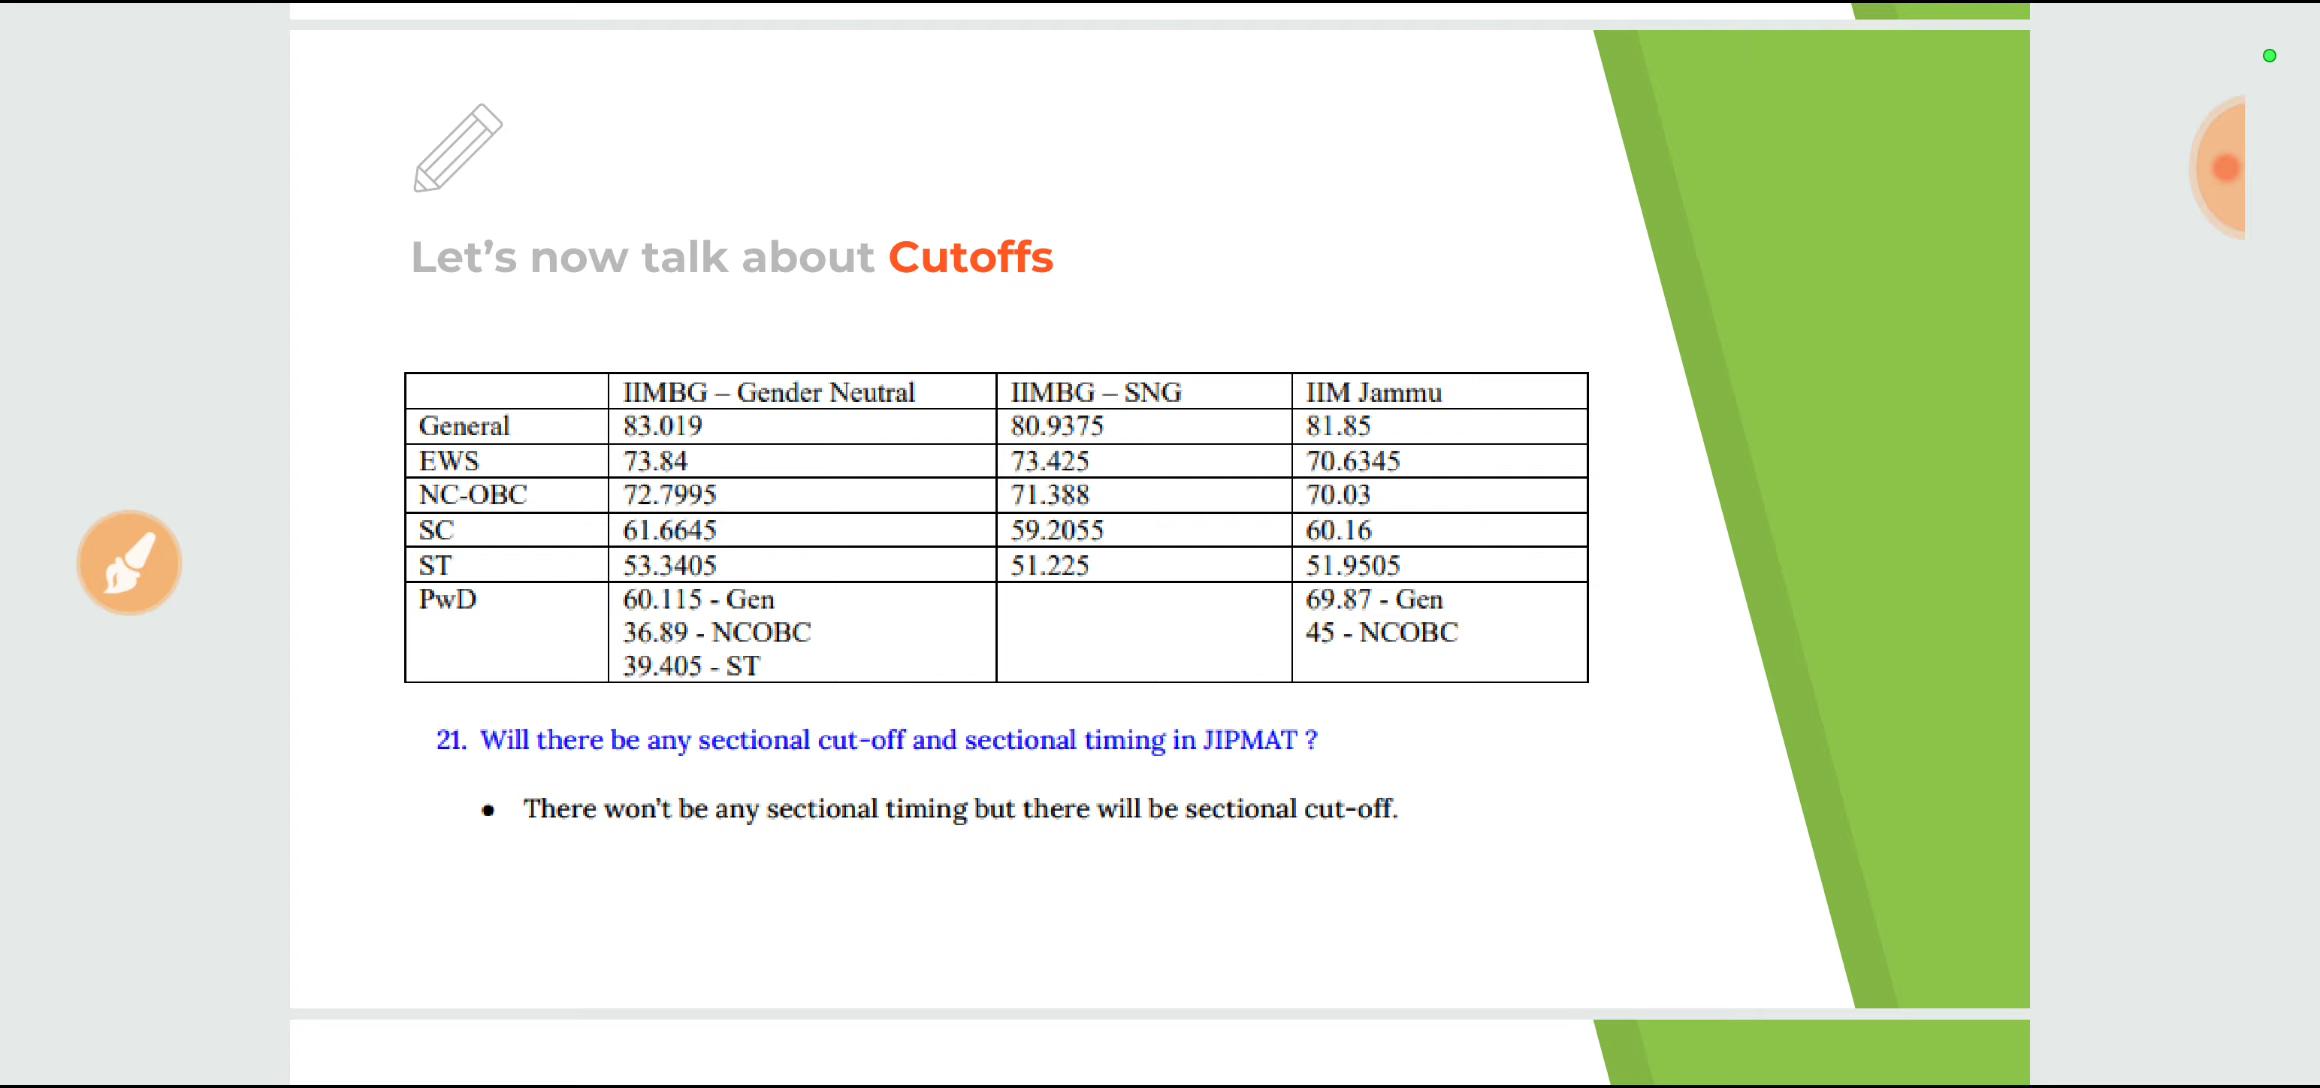 Let's now talk about Cutoffs
IIMBG – Gender Neutral IIMBG – SNG IIM Jammu
General 83.019 80.9375 81.85
EWS 73.84 73.425 70.6345
NC-OBC 72.7995 71.388 70.03
SC 61.6645 59.2055 60.16
ST 53.3405 51.225 51.9505
PwD 60.115 - Gen 69.87 - Gen
36.89 - NCOBC 45 - NCOBC
39.405 - ST
21. Will there be any sectional cut-off and sectional timing in JIPMAT ?
• There won't be any sectional timing but there will be sectional cut-off.